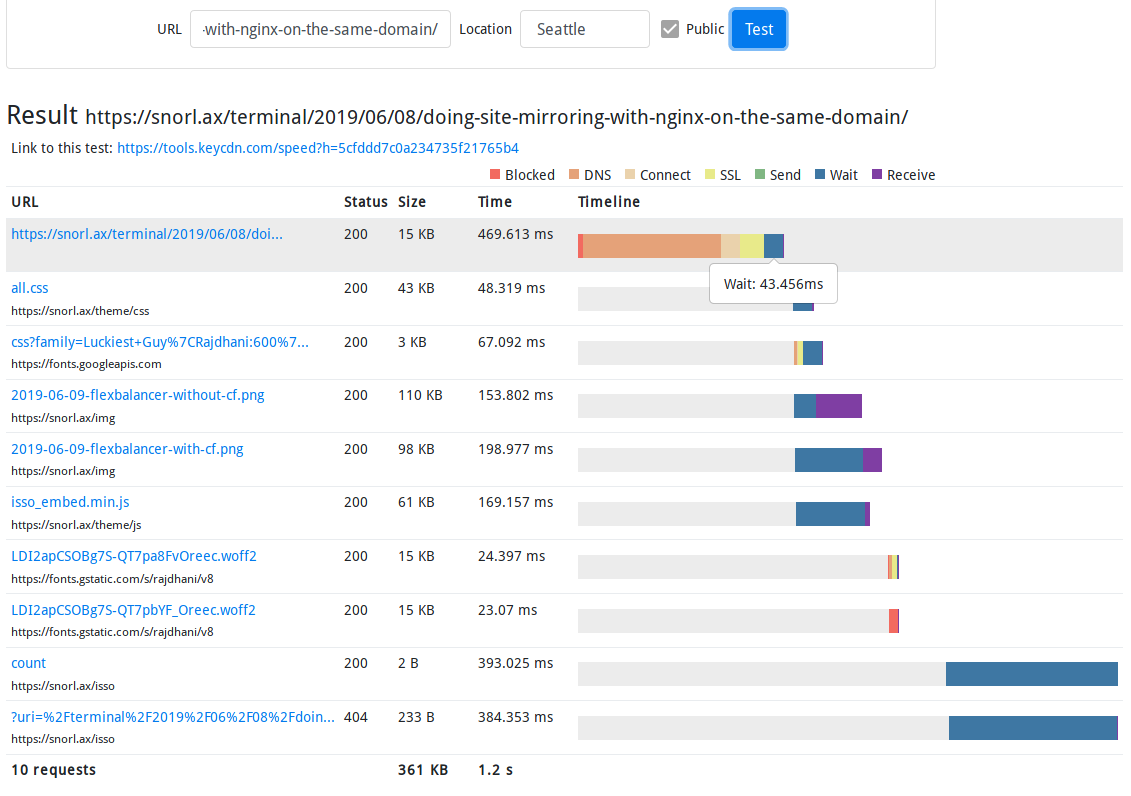 URL -with-nginx-on-the-same-domain/ Location Seattle Public Test
Result https://snorl.ax/terminal/2019/06/08/doing-site-mirroring-with-nginx-on-the-same-domain/
Link to this test: https://tools.keycdn.com/speed?h=5cfddd7c0a234735f21765b4
Blocked DNS Connect SSL Send Wait Receive
URL Status Size Time Timeline
https://snorl.ax/terminal/2019/06/08/doi... 200 15 KB 469.613 ms
Wait: 43.456ms
all.css 200 43 KB 48.319 ms
https://snorl.ax/theme/css
css?family=Luckiest+Guy%7CRajdhani:600%7... 200 3 KB 67.092 ms
https://fonts.googleapis.com
2019-06-09-flexbalancer-without-cf.png 200 110 KB 153.802 ms
https://snorl.ax/img
2019-06-09-flexbalancer-with-cf.png 200 98 KB 198.977 ms
https://snorl.ax/img
isso_embed.min.js 200 61 KB 169.157 ms
https://snorl.ax/theme/js
LDI2apCSOBg7S-QT7pa8FvOreec.woff2 200 15 KB 24.397 ms
https://fonts.gstatic.com/s/rajdhani/v8
LDI2apCSOBg7S-QT7pbYF_Oreec.woff2 200 15 KB 23.07 ms
https://fonts.gstatic.com/s/rajdhani/v8
count 200 2 B 393.025 ms
https://snorl.ax/isso
?uri=%2Fterminal%2F2019%2F06%2F08%2Fdoin... 404 233 B 384.353 ms
https://snorl.ax/isso
10 requests 361 KB 1.2 s